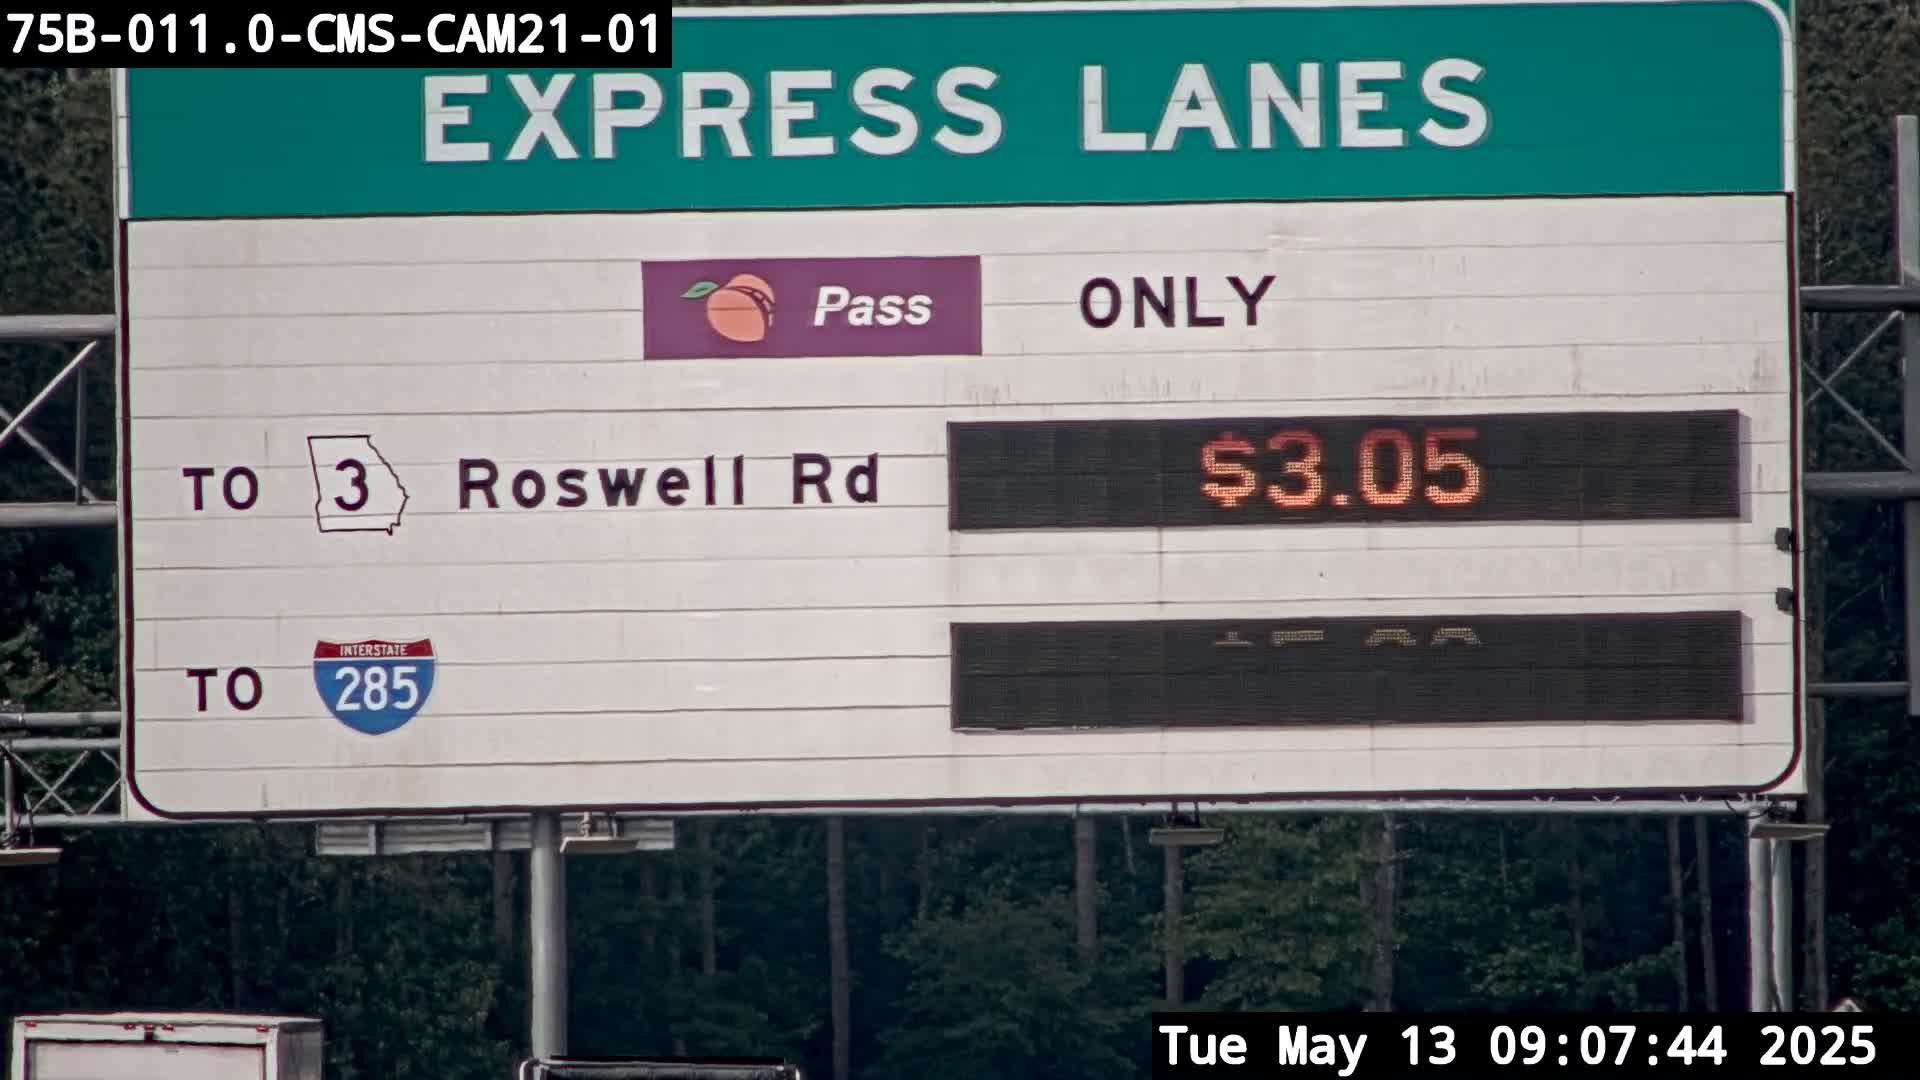 75B-011.0-CMS-CAM21-01
EXPRESS LANES
Pass ONLY
TO 3 Roswell Rd $3.05
INTERSTATE
TO 285
Tue May 13 09:07:44 2025